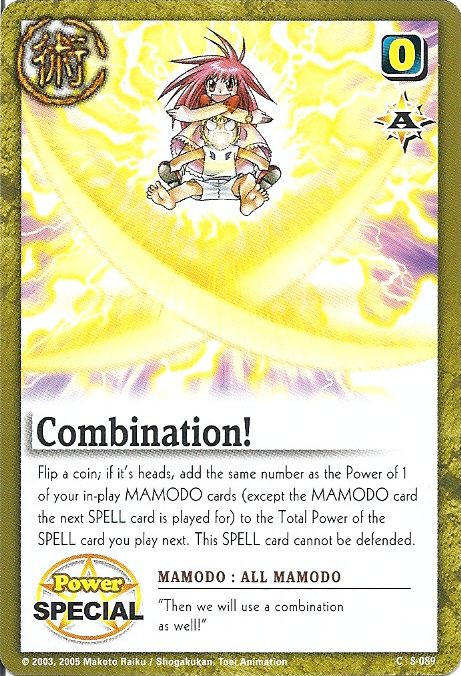 術
0
A
Combination!
Flip a coin; if it's heads, add the same number as the Power of 1
of your in-play MAMODO cards (except the MAMODO card
the next SPELL card is played for) to the Total Power of the
SPELL card you play next. This SPELL card cannot be defended.
Power
SPECIAL
MAMODO : ALL MAMODO
"Then we will use a combination
as well!"
© 2003, 2005 Makoto Raiku / Shogakukan, Toei Animation
C S-089